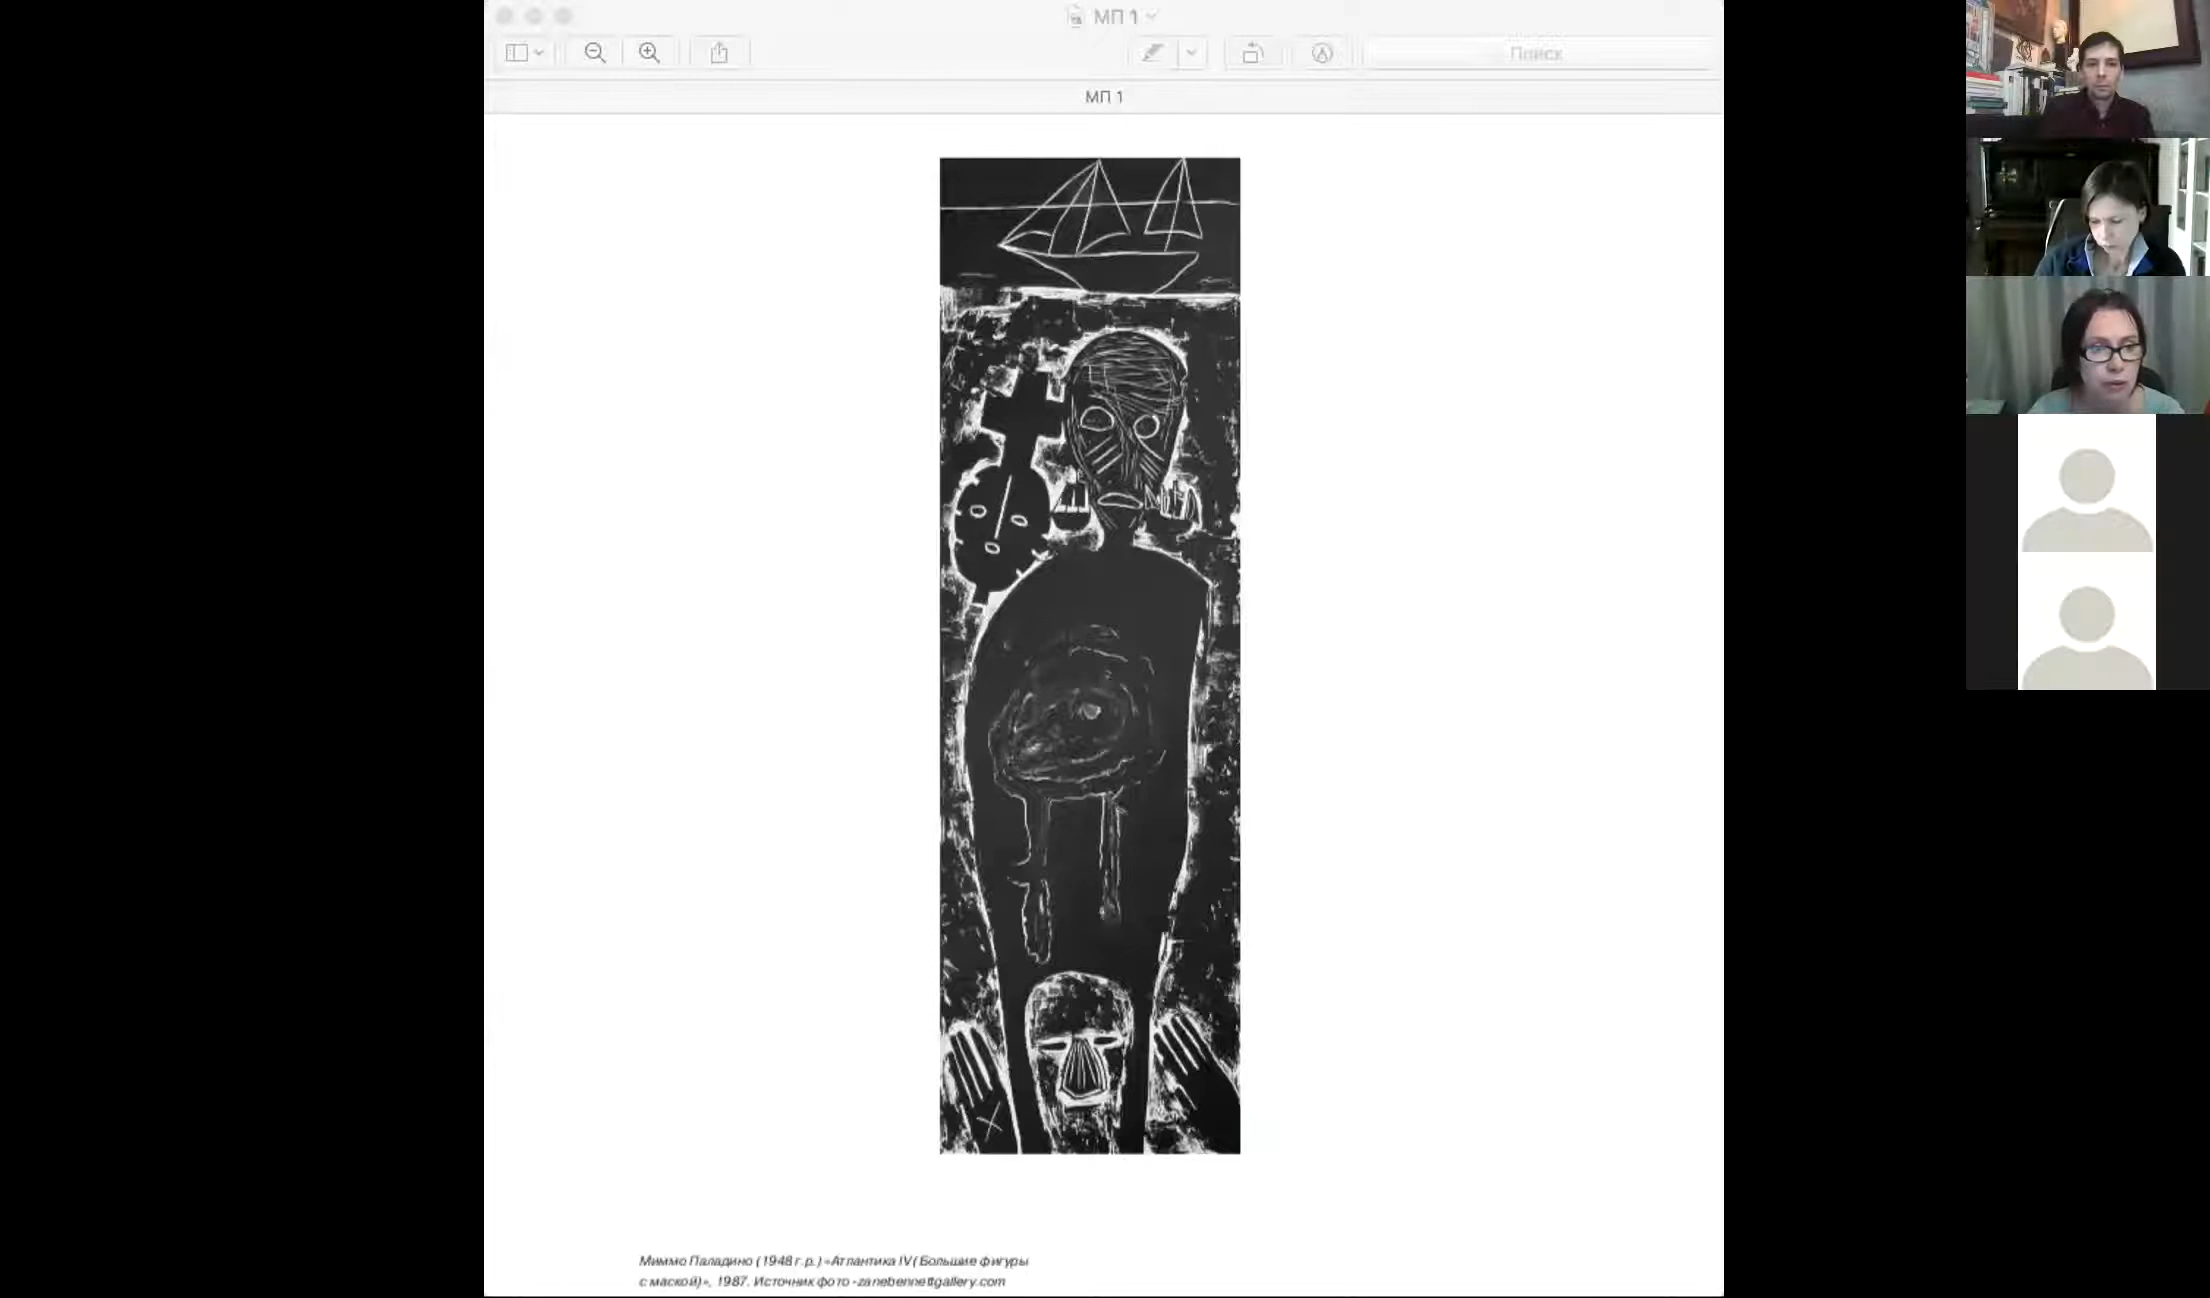 МП 1
Поиск
МП 1
Миммо Паладино (1948 г.р.) «Атлантика IV (Большие фигуры
с маской)», 1987. Источник фото -zanebennettgallery.com